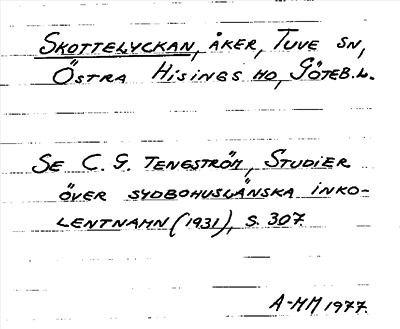 SKOTTELYCKAN, ÅKER, TUVE SN,
ÖSTRA HISINGS HD, GÖTEB. L.
SE C. G. TENGSTRÖM, STUDIER
ÖVER SYDBOHUSLÄNSKA INKO-
LENTNAMN (1931), S. 307.
A-MM 1977.